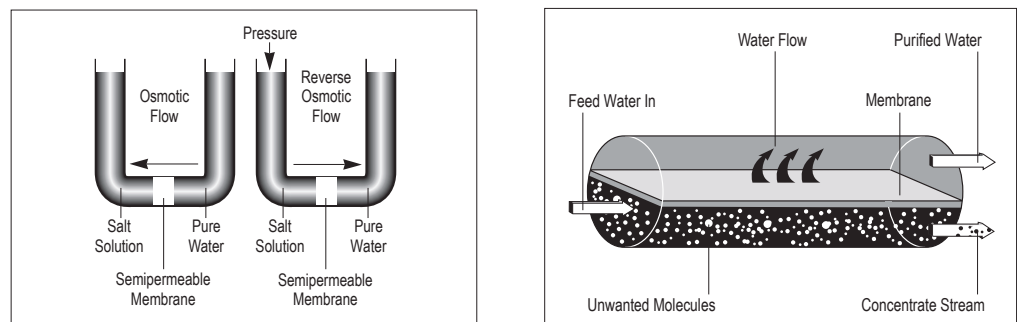 Pressure
Osmotic
Flow
Reverse
Osmotic
Flow
Salt
Solution
Pure
Water
Salt
Solution
Pure
Water
Semipermeable
Membrane
Semipermeable
Membrane
Water Flow
Purified Water
Feed Water In
Membrane
Unwanted Molecules
Concentrate Stream